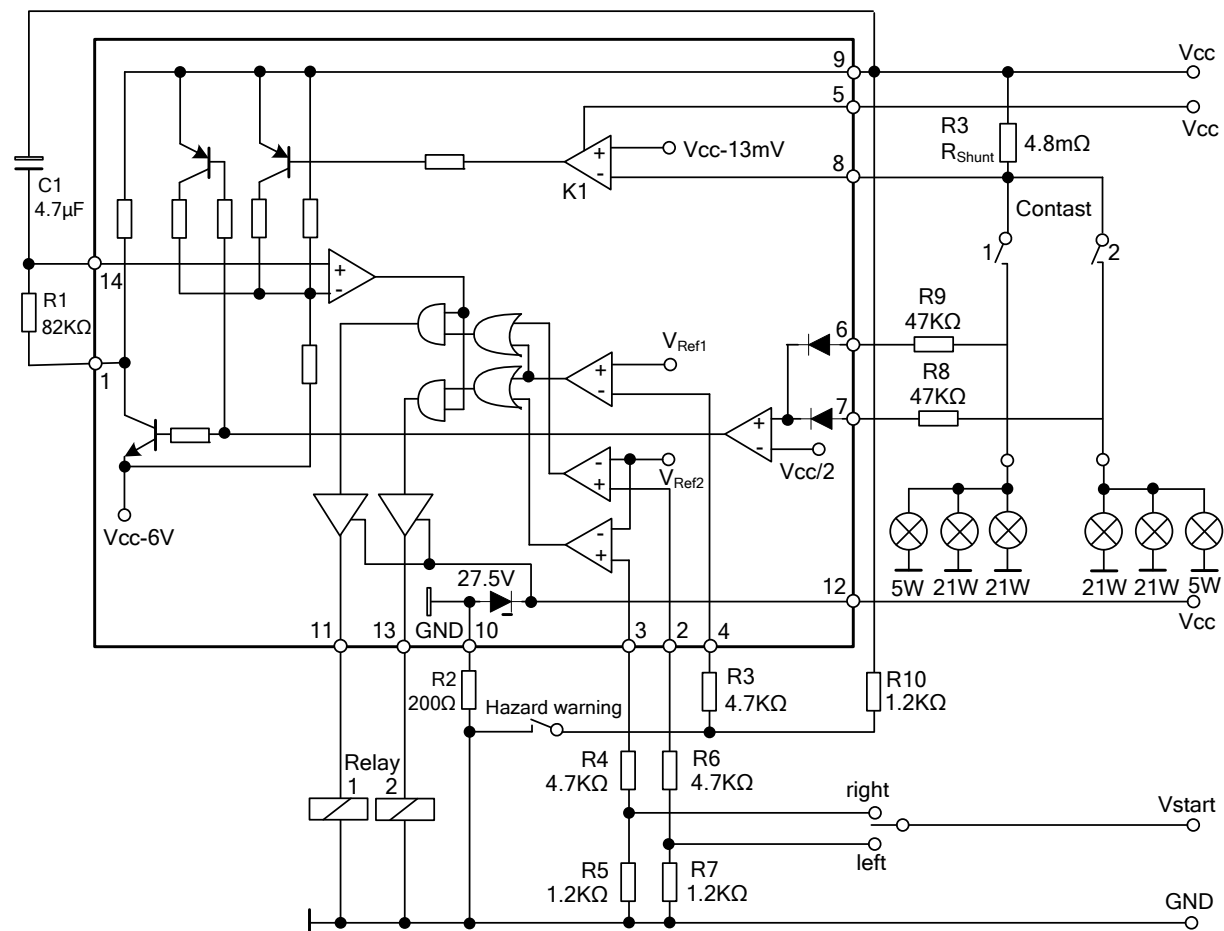 9
Vcc
5
Vcc
R3
RShunt
4.8mΩ
+
Vcc-13mV
8
-
K1
C1
4.7μF
Contast
1
2
14
+
-
R1
82KΩ
R9
47KΩ
6
VRef1
+
-
1
R8
47KΩ
7
+
-
Vcc/2
-
VRef2
+
Vcc-6V
-
+
5W
21W
21W
21W
21W
5W
27.5V
12
Vcc
11
13
GND
10
3
2
4
R2
200Ω
R3
4.7KΩ
R10
1.2KΩ
Hazard warning
R4
4.7KΩ
R6
4.7KΩ
Relay
1
2
right
Vstart
left
R5
1.2KΩ
R7
1.2KΩ
GND